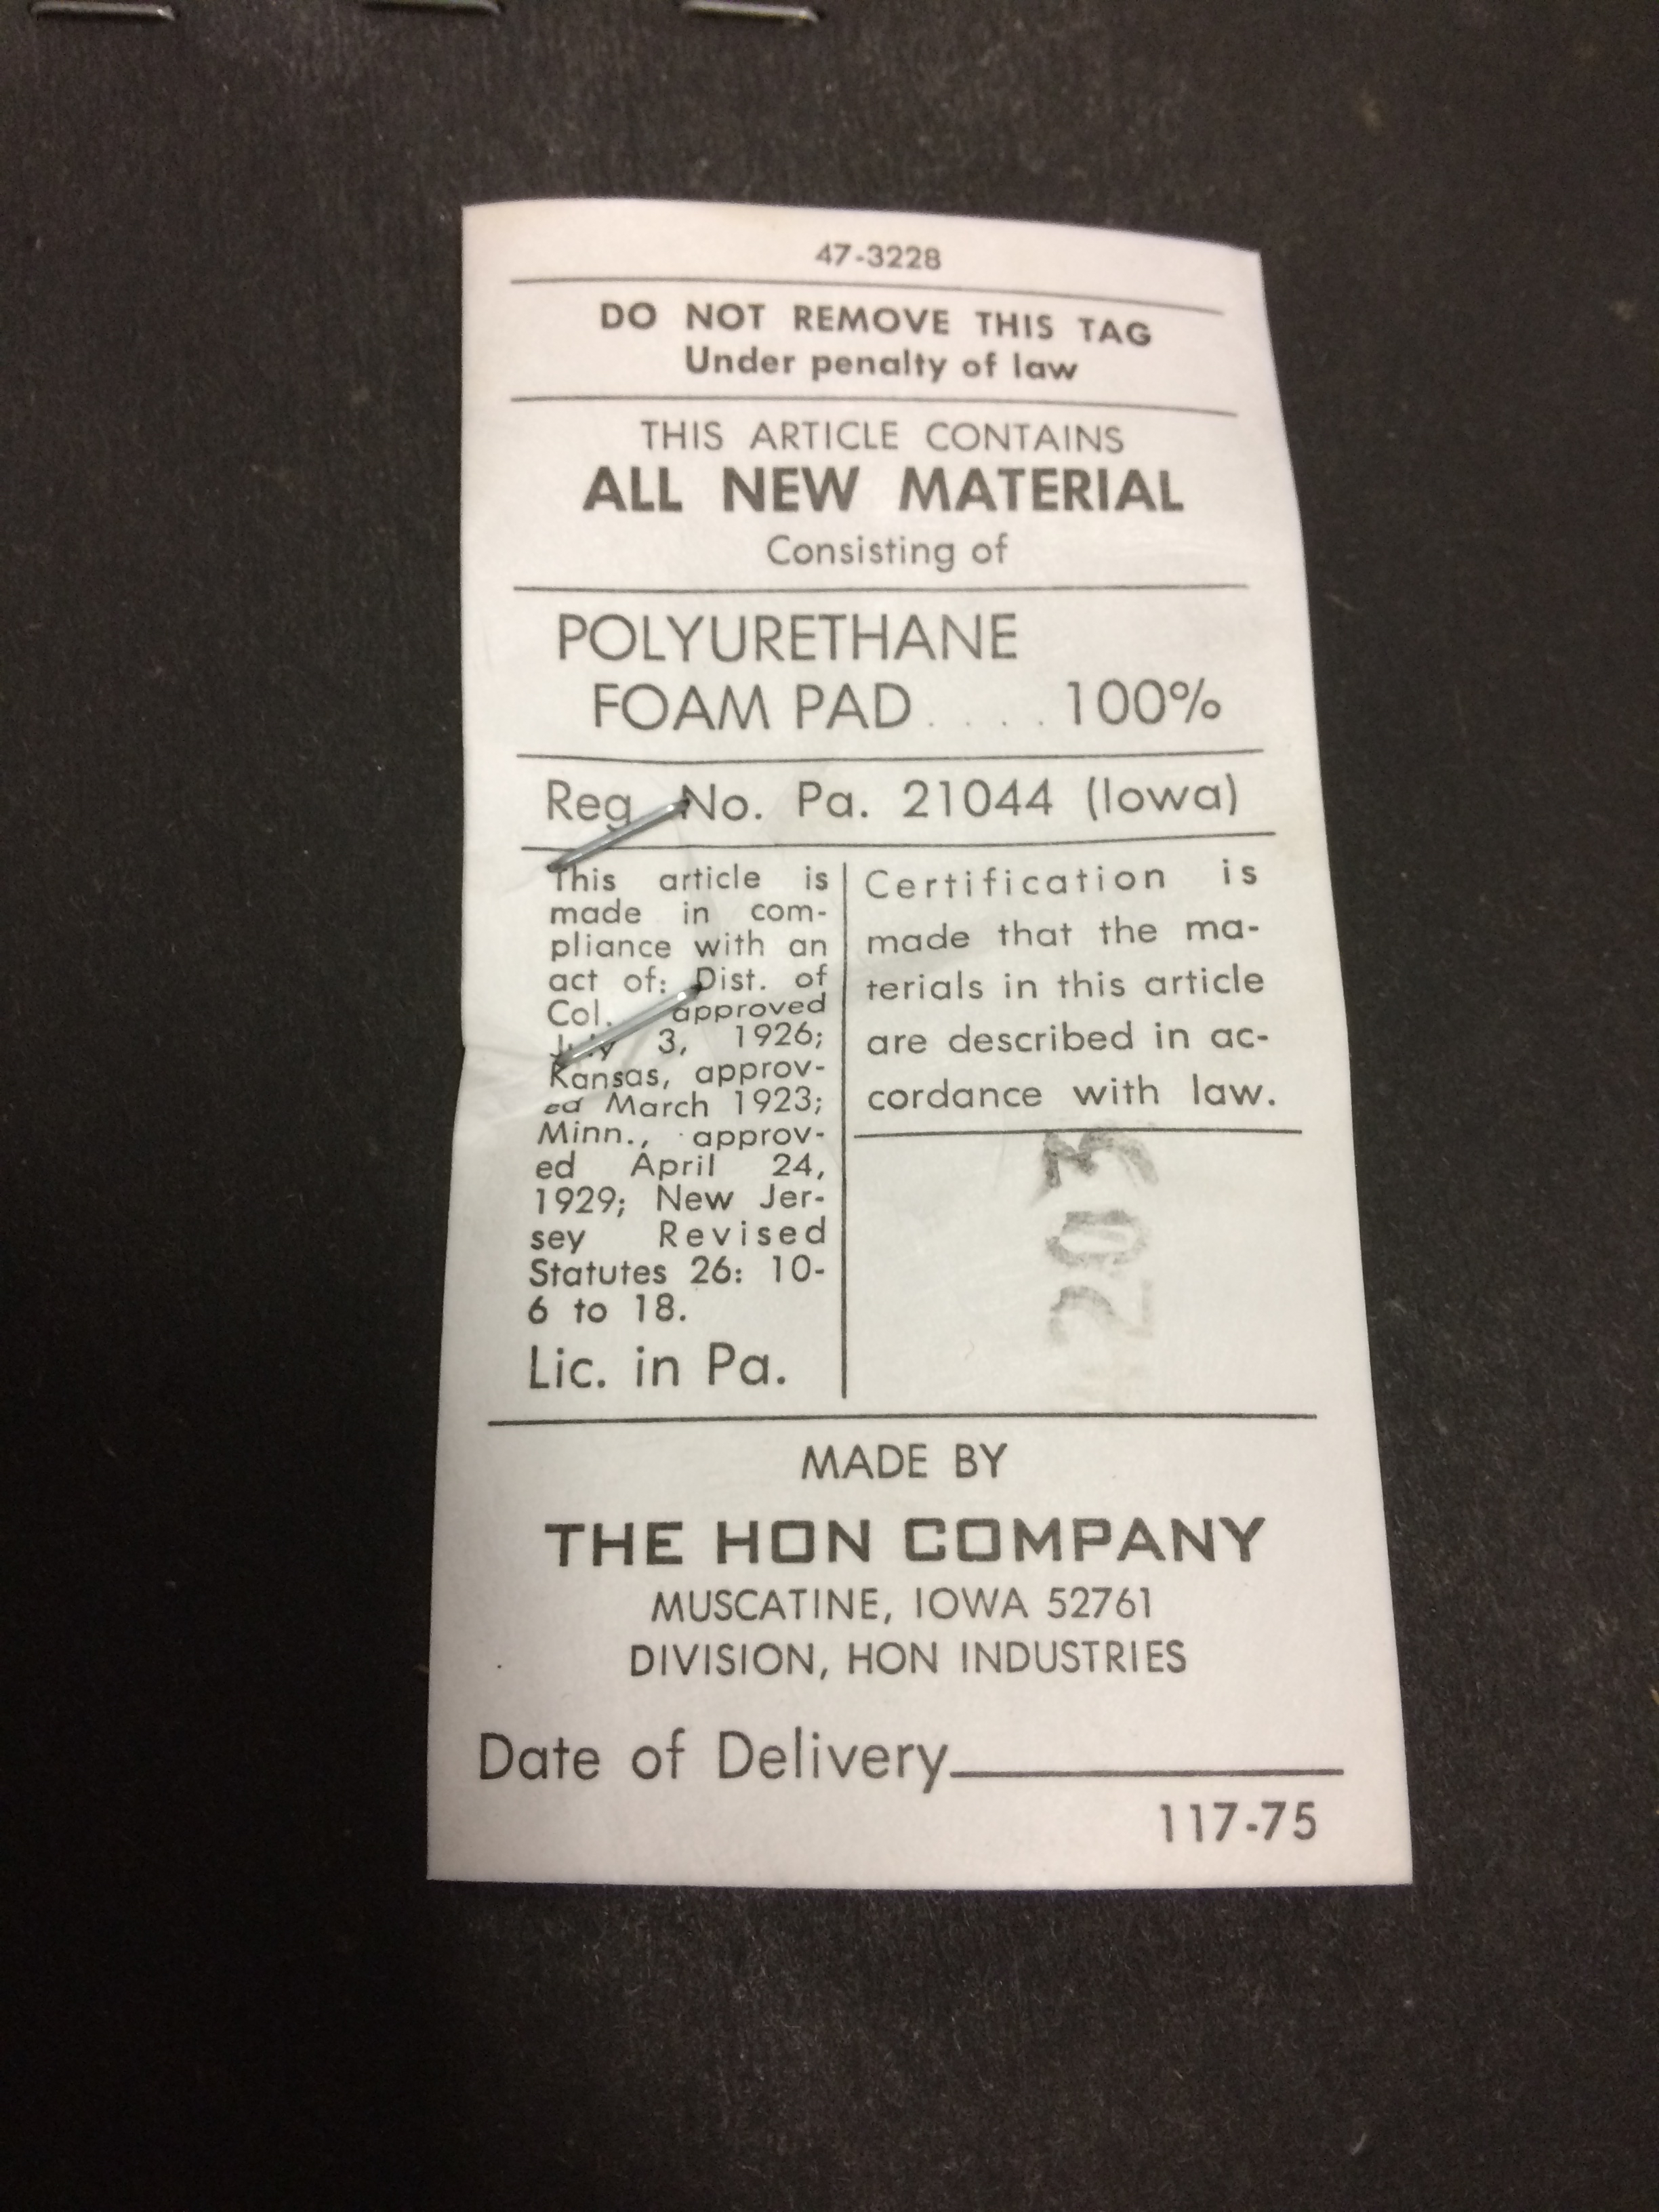 47-3228
DO NOT REMOVE THIS TAG
Under penalty of law
THIS ARTICLE CONTAINS
ALL NEW MATERIAL
Consisting of
POLYURETHANE
FOAM PAD . . . . 100%
Reg. No. Pa. 21044 (Iowa)
This article is
made in com-
pliance with an
act of: Dist. of
Col. approved
July 3, 1926;
Kansas, approv-
ed March 1923;
Minn., approv-
ed April 24,
1929; New Jer-
sey Revised
Statutes 26: 10-
6 to 18.
Lic. in Pa.
Certification is
made that the ma-
terials in this article
are described in ac-
cordance with law.
203
MADE BY
THE HON COMPANY
MUSCATINE, IOWA 52761
DIVISION, HON INDUSTRIES
Date of Delivery
117-75